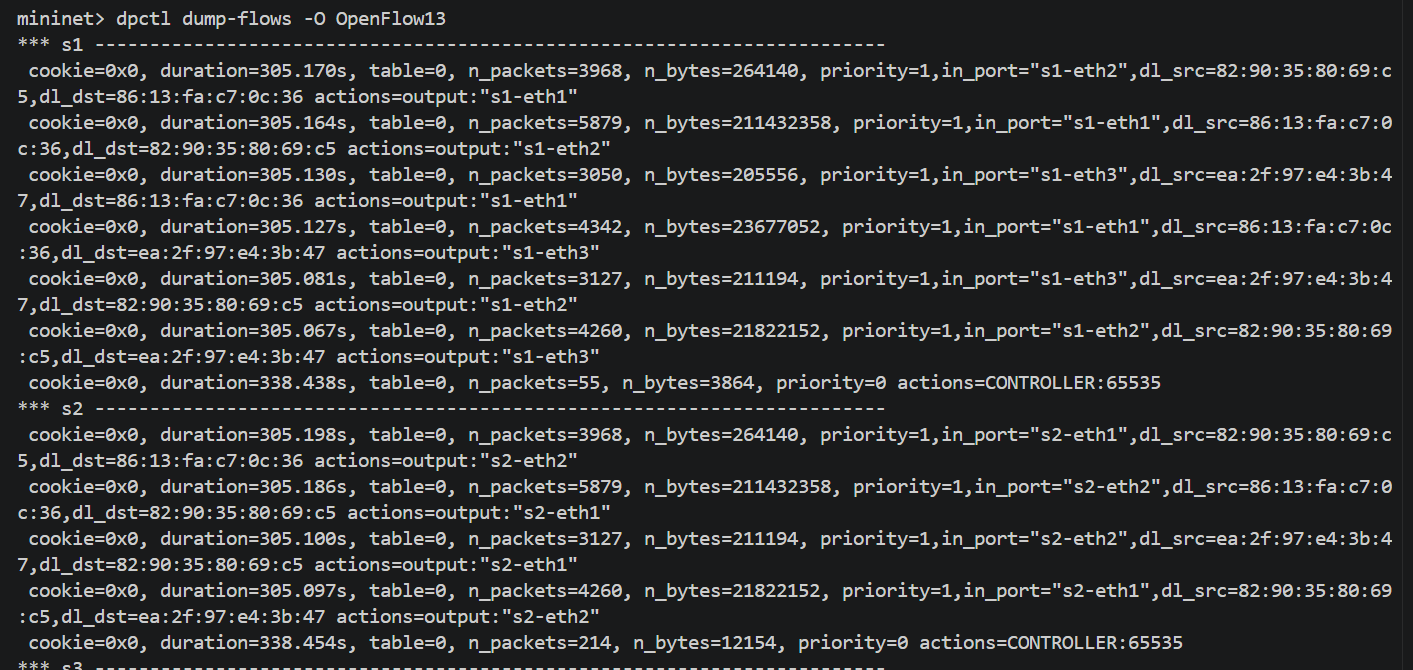 mininet> dpctl dump-flows -O OpenFlow13
*** s1 ------------------------------------------------------------------------
 cookie=0x0, duration=305.170s, table=0, n_packets=3968, n_bytes=264140, priority=1,in_port="s1-eth2",dl_src=82:90:35:80:69:c
5,dl_dst=86:13:fa:c7:0c:36 actions=output:"s1-eth1"
 cookie=0x0, duration=305.164s, table=0, n_packets=5879, n_bytes=211432358, priority=1,in_port="s1-eth1",dl_src=86:13:fa:c7:0
c:36,dl_dst=82:90:35:80:69:c5 actions=output:"s1-eth2"
 cookie=0x0, duration=305.130s, table=0, n_packets=3050, n_bytes=205556, priority=1,in_port="s1-eth3",dl_src=ea:2f:97:e4:3b:4
7,dl_dst=86:13:fa:c7:0c:36 actions=output:"s1-eth1"
 cookie=0x0, duration=305.127s, table=0, n_packets=4342, n_bytes=23677052, priority=1,in_port="s1-eth1",dl_src=86:13:fa:c7:0c
:36,dl_dst=ea:2f:97:e4:3b:47 actions=output:"s1-eth3"
 cookie=0x0, duration=305.081s, table=0, n_packets=3127, n_bytes=211194, priority=1,in_port="s1-eth3",dl_src=ea:2f:97:e4:3b:4
7,dl_dst=82:90:35:80:69:c5 actions=output:"s1-eth2"
 cookie=0x0, duration=305.067s, table=0, n_packets=4260, n_bytes=21822152, priority=1,in_port="s1-eth2",dl_src=82:90:35:80:69
:c5,dl_dst=ea:2f:97:e4:3b:47 actions=output:"s1-eth3"
 cookie=0x0, duration=338.438s, table=0, n_packets=55, n_bytes=3864, priority=0 actions=CONTROLLER:65535
*** s2 ------------------------------------------------------------------------
 cookie=0x0, duration=305.198s, table=0, n_packets=3968, n_bytes=264140, priority=1,in_port="s2-eth1",dl_src=82:90:35:80:69:c
5,dl_dst=86:13:fa:c7:0c:36 actions=output:"s2-eth2"
 cookie=0x0, duration=305.186s, table=0, n_packets=5879, n_bytes=211432358, priority=1,in_port="s2-eth2",dl_src=86:13:fa:c7:0
c:36,dl_dst=82:90:35:80:69:c5 actions=output:"s2-eth1"
 cookie=0x0, duration=305.100s, table=0, n_packets=3127, n_bytes=211194, priority=1,in_port="s2-eth2",dl_src=ea:2f:97:e4:3b:4
7,dl_dst=82:90:35:80:69:c5 actions=output:"s2-eth1"
 cookie=0x0, duration=305.097s, table=0, n_packets=4260, n_bytes=21822152, priority=1,in_port="s2-eth1",dl_src=82:90:35:80:69
:c5,dl_dst=ea:2f:97:e4:3b:47 actions=output:"s2-eth2"
 cookie=0x0, duration=338.454s, table=0, n_packets=214, n_bytes=12154, priority=0 actions=CONTROLLER:65535
*** s3 ------------------------------------------------------------------------